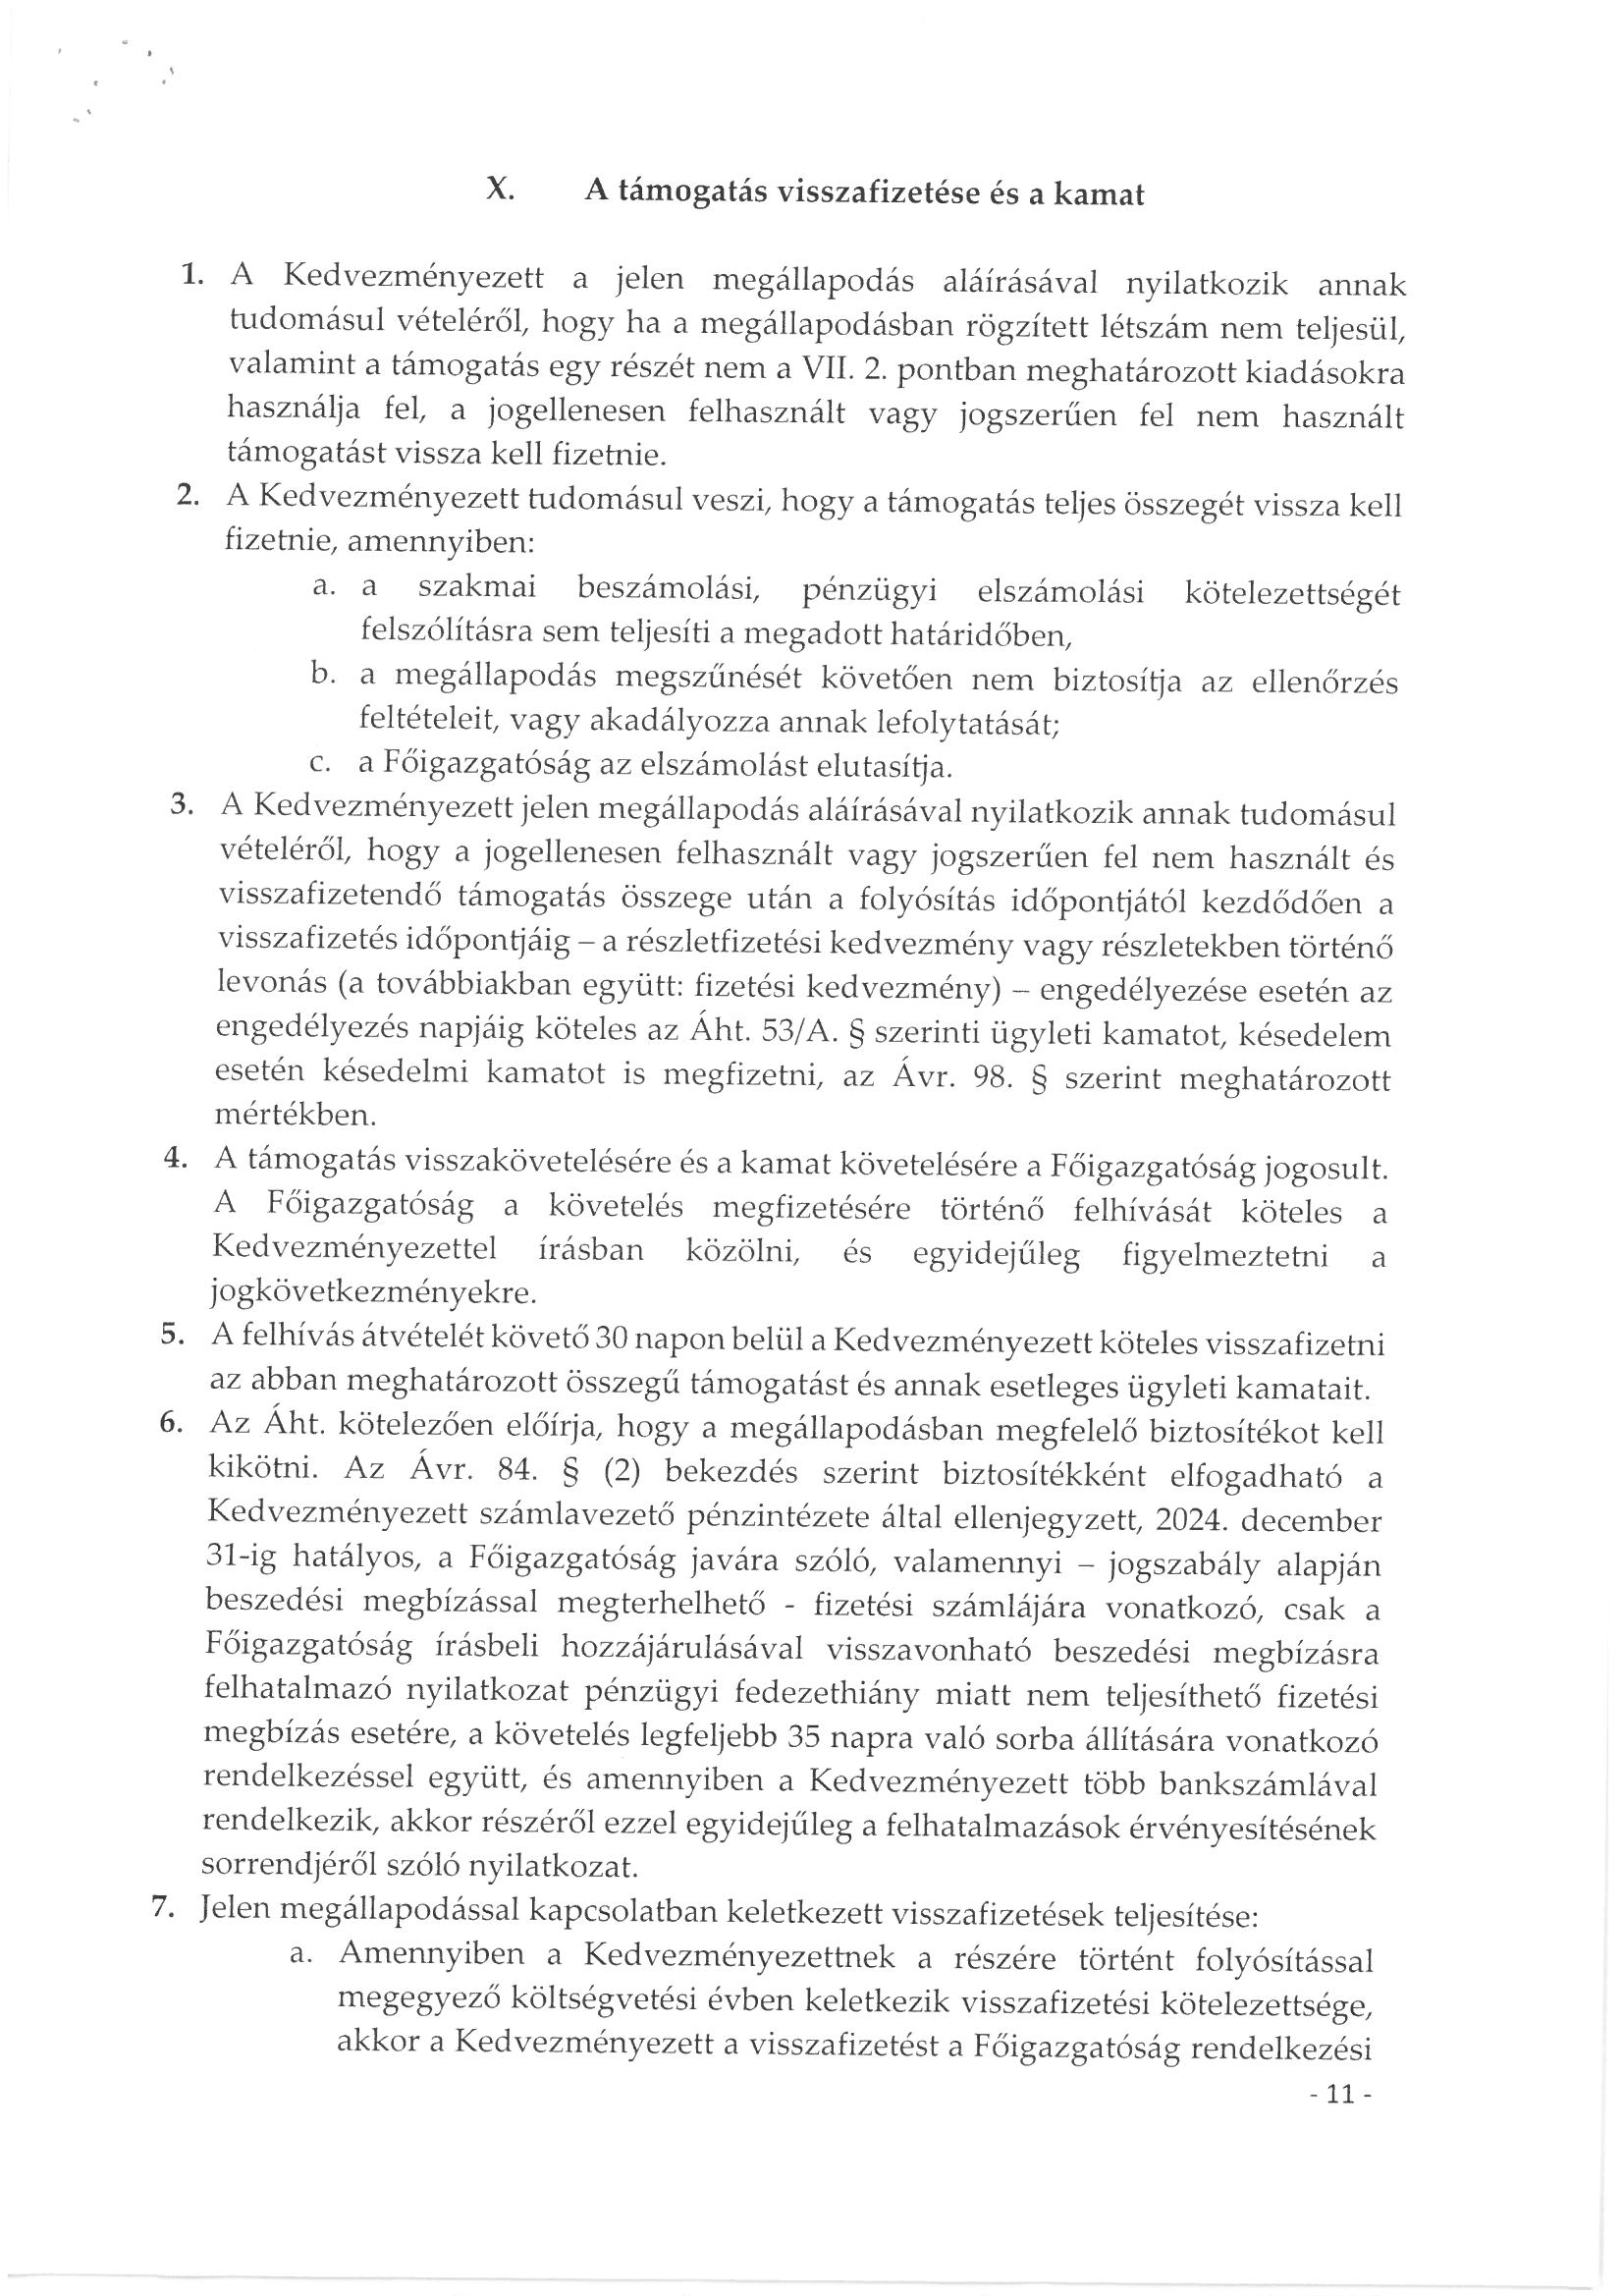 X. A támogatás visszafizetése és a kamat
1. A Kedvezményezett a jelen megállapodás aláírásával nyilatkozik annak
tudomásul vételéről, hogy ha a megállapodásban rögzített létszám nem teljesül,
valamint a támogatás egy részét nem a VII. 2. pontban meghatározott kiadásokra
használja fel, a jogellenesen felhasznált vagy jogszerűen fel nem használt
támogatást vissza kell fizetnie.
2. A Kedvezményezett tudomásul veszi, hogy a támogatás teljes összegét vissza kell
fizetnie, amennyiben:
a. a szakmai beszámolási, pénzügyi elszámolási kötelezettségét
felszólításra sem teljesíti a megadott határidőben,
b. a megállapodás megszűnését követően nem biztosítja az ellenőrzés
feltételeit, vagy akadályozza annak lefolytatását;
c. a Főigazgatóság az elszámolást elutasítja.
3. A Kedvezményezett jelen megállapodás aláírásával nyilatkozik annak tudomásul
vételéről, hogy a jogellenesen felhasznált vagy jogszerűen fel nem használt és
visszafizetendő támogatás összege után a folyósítás időpontjától kezdődően a
visszafizetés időpontjáig – a részletfizetési kedvezmény vagy részletekben történő
levonás (a továbbiakban együtt: fizetési kedvezmény) – engedélyezése esetén az
engedélyezés napjáig köteles az Áht. 53/A. § szerinti ügyleti kamatot, késedelem
esetén késedelmi kamatot is megfizetni, az Ávr. 98. § szerint meghatározott
mértékben.
4. A támogatás visszakövetelésére és a kamat követelésére a Főigazgatóság jogosult.
A Főigazgatóság a követelés megfizetésére történő felhívását köteles a
Kedvezményezettel írásban közölni, és egyidejűleg figyelmeztetni a
jogkövetkezményekre.
5. A felhívás átvételét követő 30 napon belül a Kedvezményezett köteles visszafizetni
az abban meghatározott összegű támogatást és annak esetleges ügyleti kamatait.
6. Az Áht. kötelezően előírja, hogy a megállapodásban megfelelő biztosítékot kell
kikötni. Az Ávr. 84. § (2) bekezdés szerint biztosítékként elfogadható a
Kedvezményezett számlavezető pénzintézete által ellenjegyzett, 2024. december
31-ig hatályos, a Főigazgatóság javára szóló, valamennyi – jogszabály alapján
beszedési megbízással megterhelhető - fizetési számlájára vonatkozó, csak a
Főigazgatóság írásbeli hozzájárulásával visszavonható beszedési megbízásra
felhatalmazó nyilatkozat pénzügyi fedezethiány miatt nem teljesíthető fizetési
megbízás esetére, a követelés legfeljebb 35 napra való sorba állítására vonatkozó
rendelkezéssel együtt, és amennyiben a Kedvezményezett több bankszámlával
rendelkezik, akkor részéről ezzel egyidejűleg a felhatalmazások érvényesítésének
sorrendjéről szóló nyilatkozat.
7. Jelen megállapodással kapcsolatban keletkezett visszafizetések teljesítése:
a. Amennyiben a Kedvezményezettnek a részére történt folyósítással
megegyező költségvetési évben keletkezik visszafizetési kötelezettsége,
akkor a Kedvezményezett a visszafizetést a Főigazgatóság rendelkezési
- 11 -